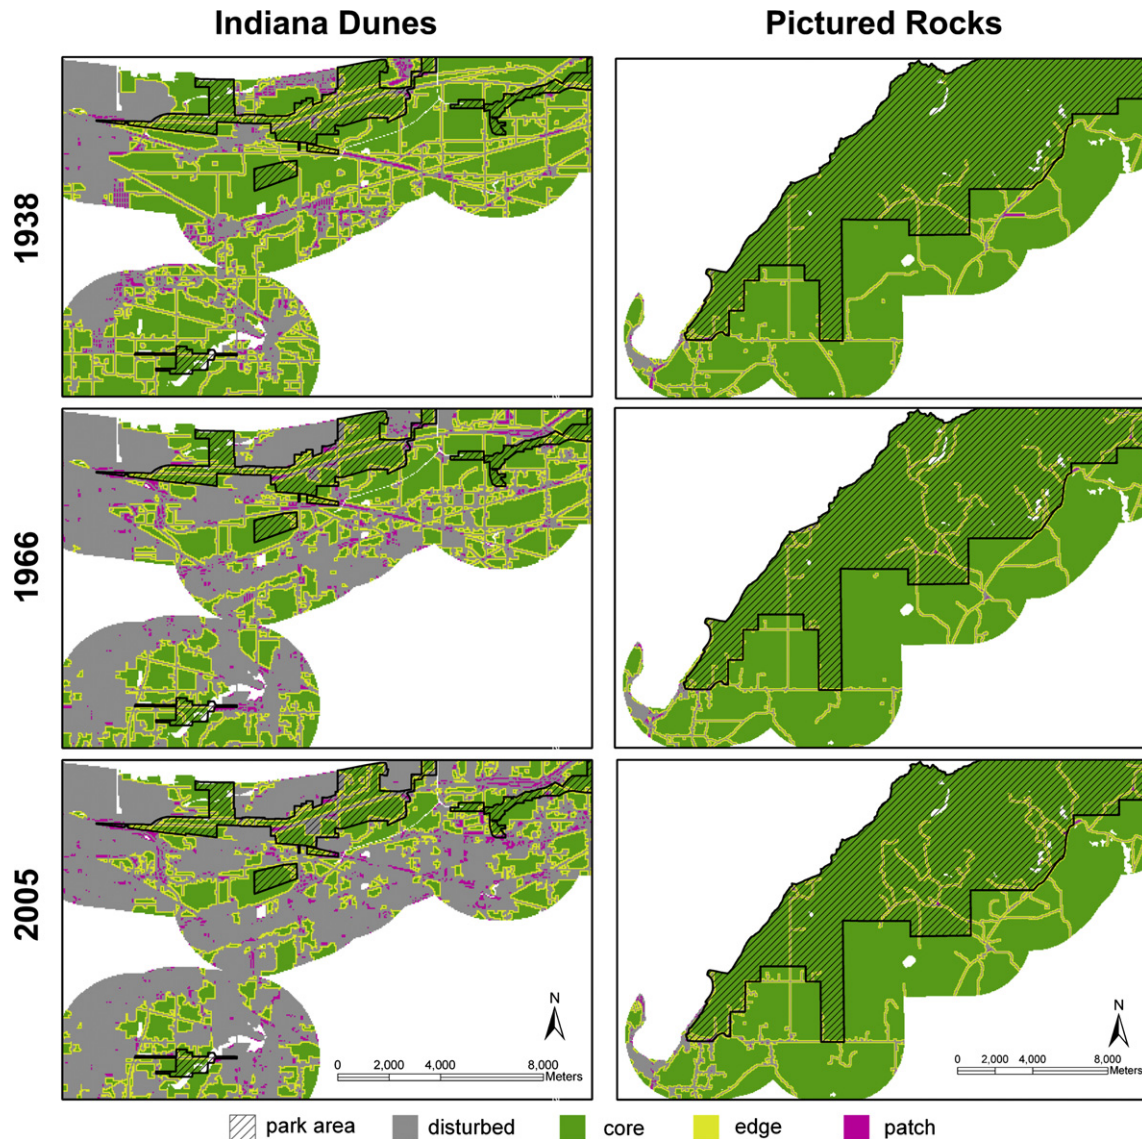 Indiana Dunes
Pictured Rocks
1938
1966
2005
N
0 2,000 4,000 8,000
Meters
N
0 2,000 4,000 8,000
Meters
park area disturbed core edge patch